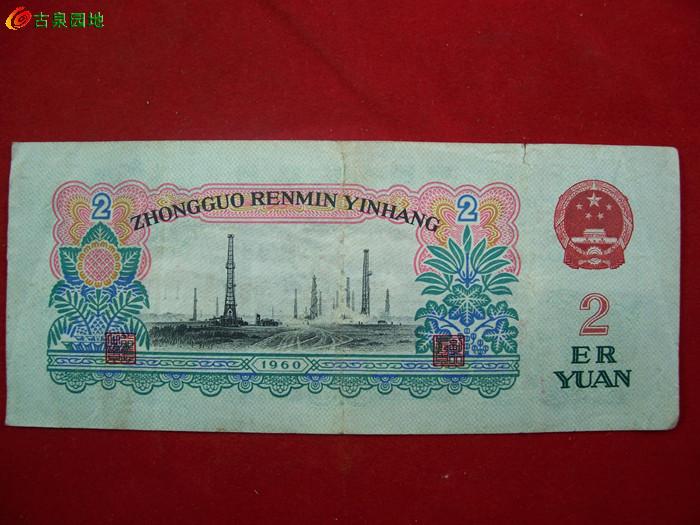 古泉园地
ZHONGGUO RENMIN YINHANG
2
2
1960
2
ER
YUAN